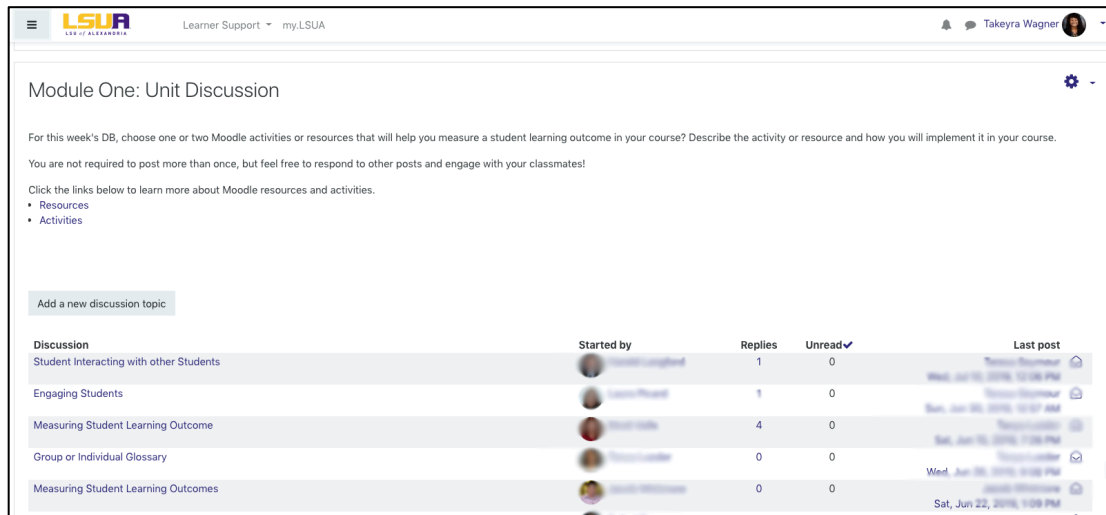 LSUA
LSU of ALEXANDRIA
Learner Support my.LSUA
Takeyra Wagner
Module One: Unit Discussion
For this week's DB, choose one or two Moodle activities or resources that will help you measure a student learning outcome in your course? Describe the activity or resource and how you will implement it in your course.
You are not required to post more than once, but feel free to respond to other posts and engage with your classmates!
Click the links below to learn more about Moodle resources and activities.
• Resources
• Activities
Add a new discussion topic
Discussion Started by Replies Unread✔ Last post
Student Interacting with other Students 1 0
Engaging Students 1 0
Measuring Student Learning Outcome 4 0
Group or Individual Glossary 0 0
Measuring Student Learning Outcomes 0 0
Sat, Jun 22, PM